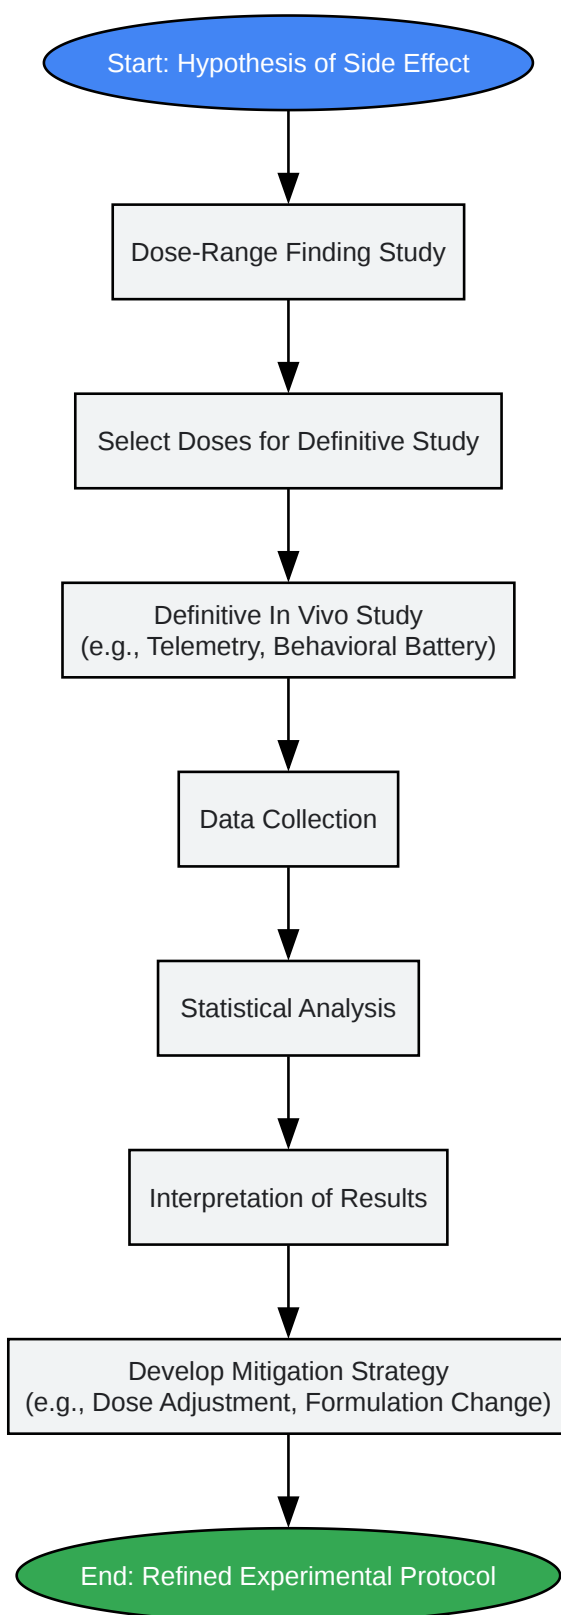 Start: Hypothesis of Side Effect
Dose-Range Finding Study
Select Doses for Definitive Study
Definitive In Vivo Study
(e.g., Telemetry, Behavioral Battery)
Data Collection
Statistical Analysis
Interpretation of Results
Develop Mitigation Strategy
(e.g., Dose Adjustment, Formulation Change)
End: Refined Experimental Protocol